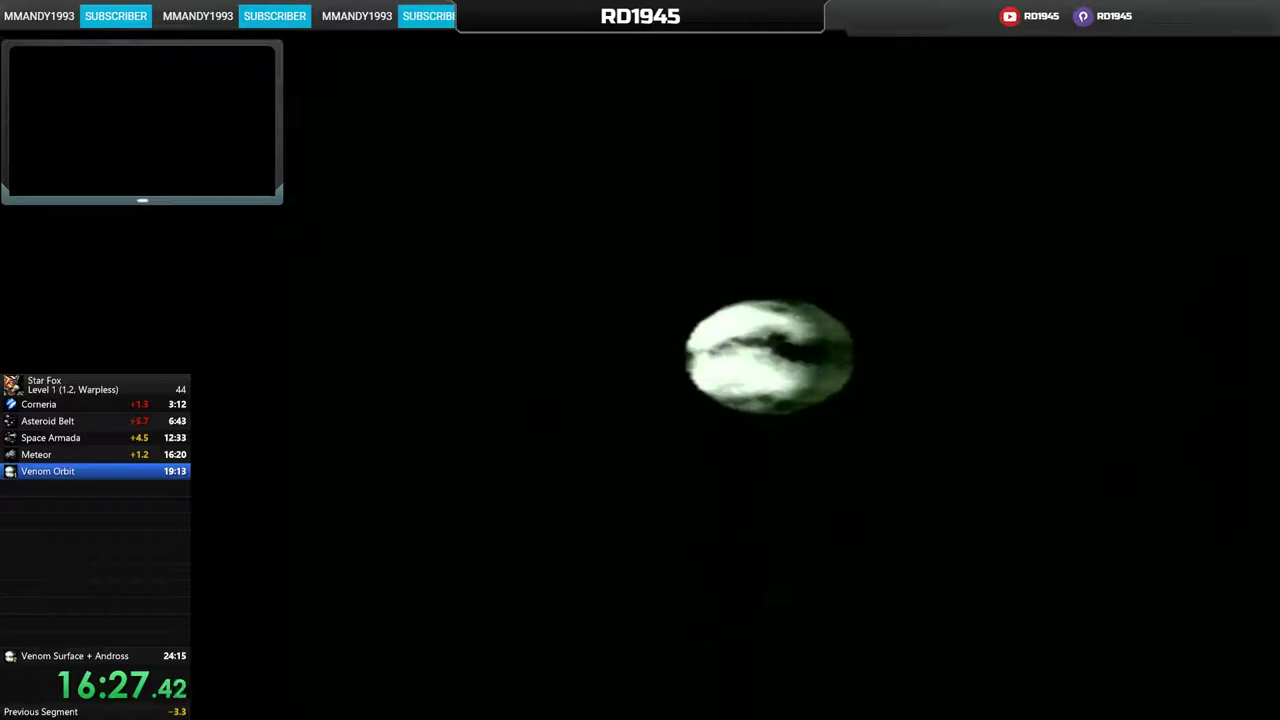 MMANDY1993 SUBSCRIBER MMANDY1993 SUBSCRIBER MMANDY1993 SUBSCRIBI
RD1945
RD1945 RD1945
Star Fox
Level 1 (1.2, Warpless) 44
Corneria +1.3 3:12
Asteroid Belt +5.7 6:43
Space Armada +4.5 12:33
Meteor +1.2 16:20
Venom Orbit 19:13
Venom Surface + Andross 24:15
16:27.42
Previous Segment −3.3